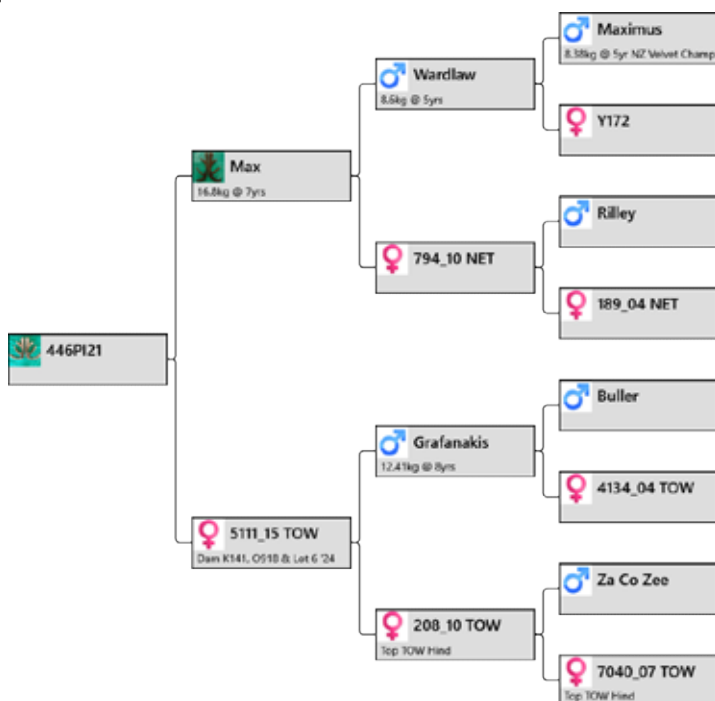 Maximus
8.38kg @ 5yr NZ Velvet Champ
Wardlaw
8.6kg @ 5yrs
Y172
Max
16.8kg @ 7yrs
Rilley
794_10 NET
189_04 NET
446PI21
Buller
Grafanakis
12.41kg @ 8yrs
4134_04 TOW
5111_15 TOW
Dam K141, O918 & Lot 6 '24
Za Co Zee
208_10 TOW
Top TOW Hind
7040_07 TOW
Top TOW Hind